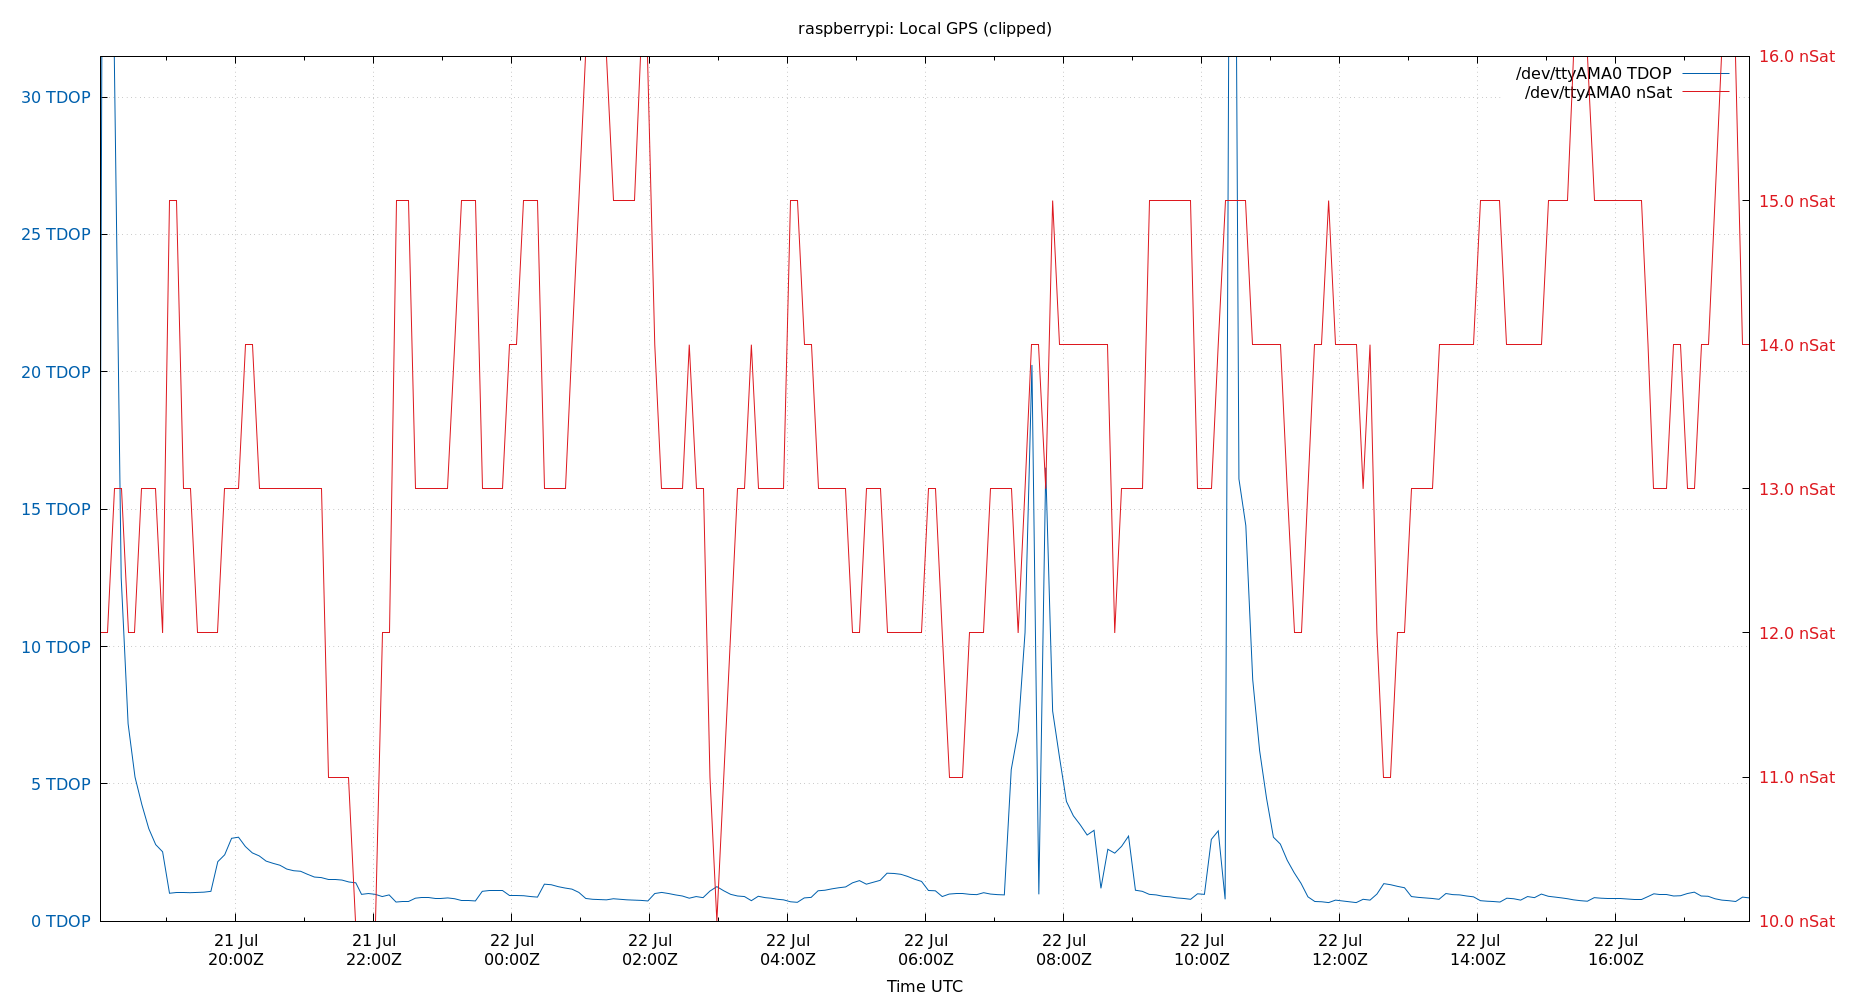 raspberrypi: Local GPS (clipped)
/dev/ttyAMA0 TDOP
/dev/ttyAMA0 nSat
30 TDOP
25 TDOP
20 TDOP
15 TDOP
10 TDOP
5 TDOP
0 TDOP
16.0 nSat
15.0 nSat
14.0 nSat
13.0 nSat
12.0 nSat
11.0 nSat
10.0 nSat
21 Jul
20:00Z
21 Jul
22:00Z
22 Jul
00:00Z
22 Jul
02:00Z
22 Jul
04:00Z
22 Jul
06:00Z
22 Jul
08:00Z
22 Jul
10:00Z
22 Jul
12:00Z
22 Jul
14:00Z
22 Jul
16:00Z
Time UTC